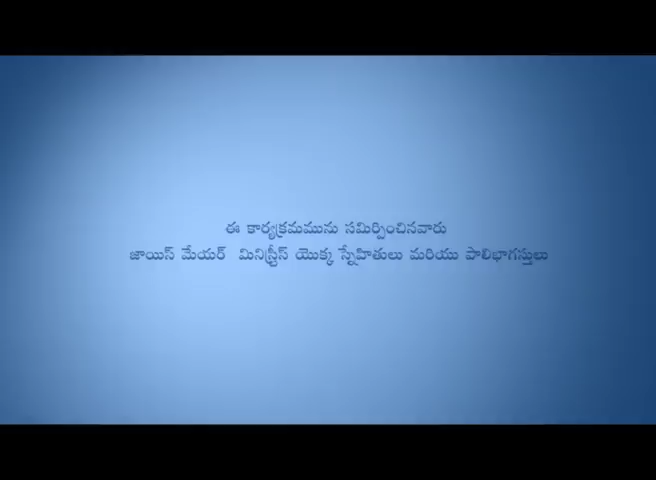 ఈ కార్యక్రమమును సమర్పించినవారు
జాయిస్ మేయర్ మినిస్ట్రీస్ యొక్క స్నేహితులు మరియు పాలిభాగస్తులు